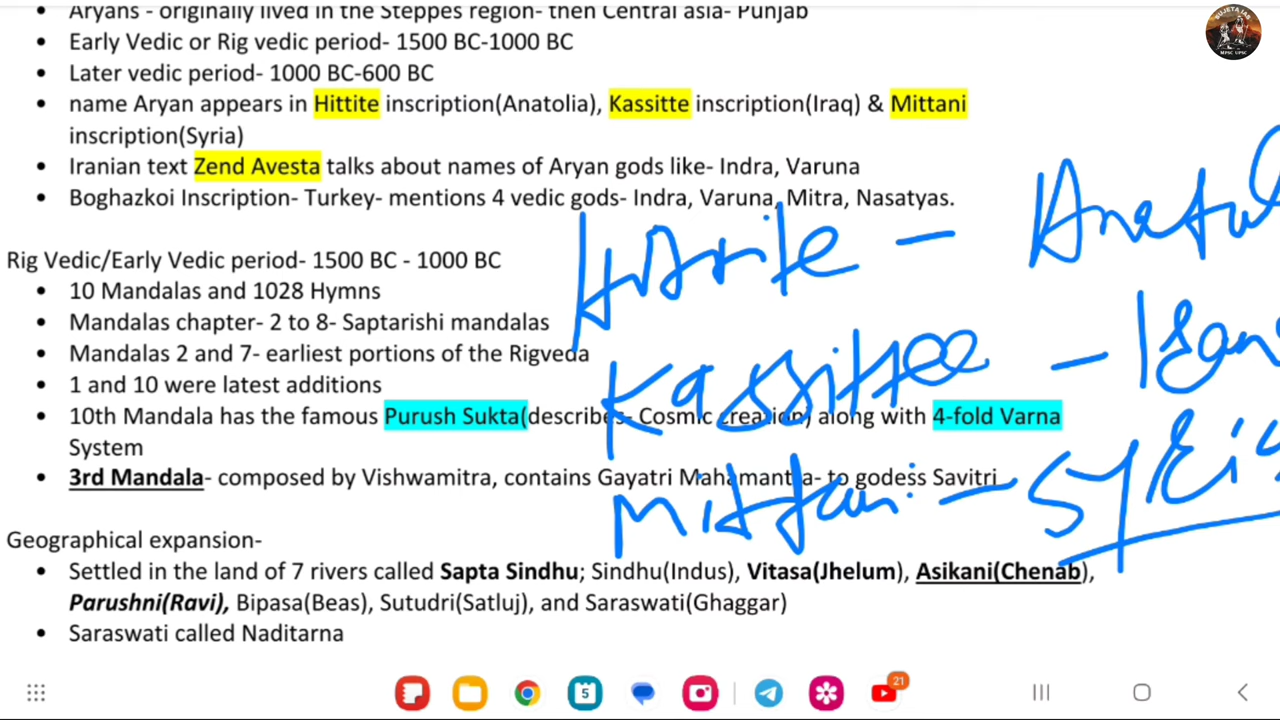 Aryans - originally lived in the Steppes region- then Central asia- Punjab
SUJETA IAS
MPSC UPSC
• Early Vedic or Rig vedic period- 1500 BC-1000 BC
• Later vedic period- 1000 BC-600 BC
• name Aryan appears in Hittite inscription(Anatolia), Kassitte inscription(Iraq) & Mittani
inscription(Syria)
• Iranian text Zend Avesta talks about names of Aryan gods like- Indra, Varuna
• Boghazkoi Inscription- Turkey- mentions 4 vedic gods- Indra, Varuna, Mitra, Nasatyas.
Rig Vedic/Early Vedic period- 1500 BC - 1000 BC
• 10 Mandalas and 1028 Hymns
• Mandalas chapter- 2 to 8- Saptarishi mandalas
• Mandalas 2 and 7- earliest portions of the Rigveda
• 1 and 10 were latest additions
• 10th Mandala has the famous Purush Sukta(describes- Cosmic creation) along with 4-fold Varna
System
• 3rd Mandala- composed by Vishwamitra, contains Gayatri Mahamantha- to godess Savitri
Kassittee -
Mittani -
Geographical expansion-
• Settled in the land of 7 rivers called Sapta Sindhu; Sindhu(Indus), Vitasa(Jhelum), Asikani(Chenab),
Parushni(Ravi), Bipasa(Beas), Sutudri(Satluj), and Saraswati(Ghaggar)
• Saraswati called Naditarna
5
21